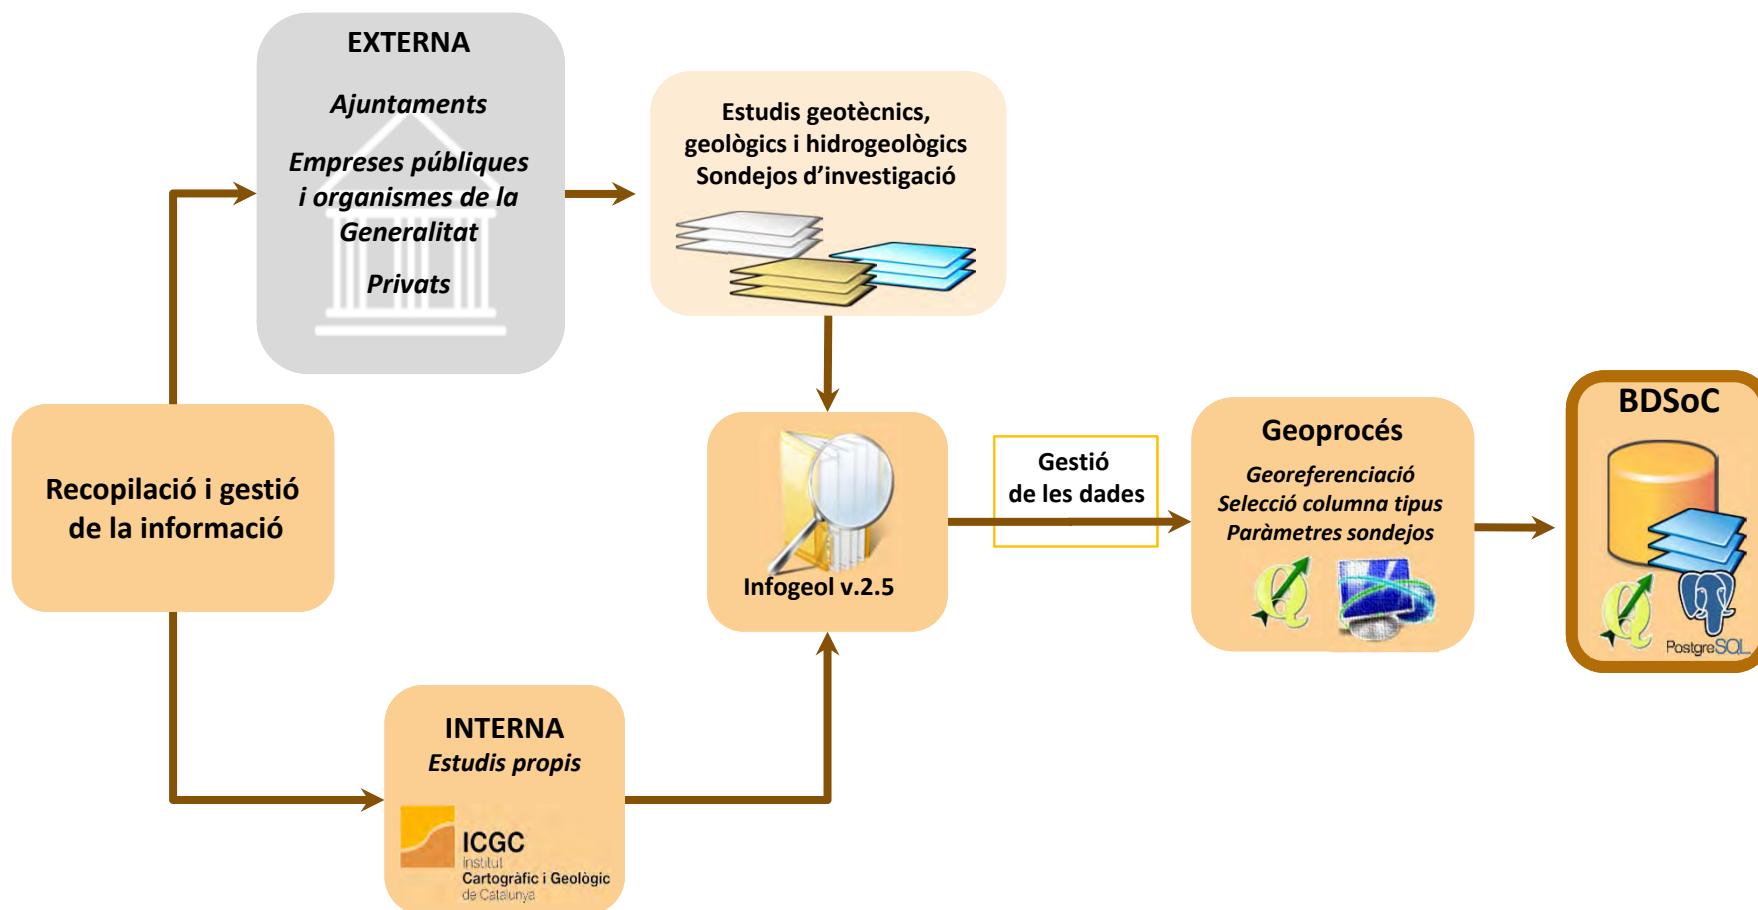 EXTERNA
Ajuntaments
Empreses públiques
i organismes de la
Generalitat
Privats
Estudis geotècnics,
geològics i hidrogeològics
Sondejos d’investigació
Recopilació i gestió
de la informació
INTERNA
Estudis propis
ICGC
Institut
Cartogràfic i Geològic
de Catalunya
Infogeol v.2.5
Gestió
de les dades
Geoprocés
Georeferenciació
Selecció columna tipus
Paràmetres sondejos
BDSoC
PostgreSQL